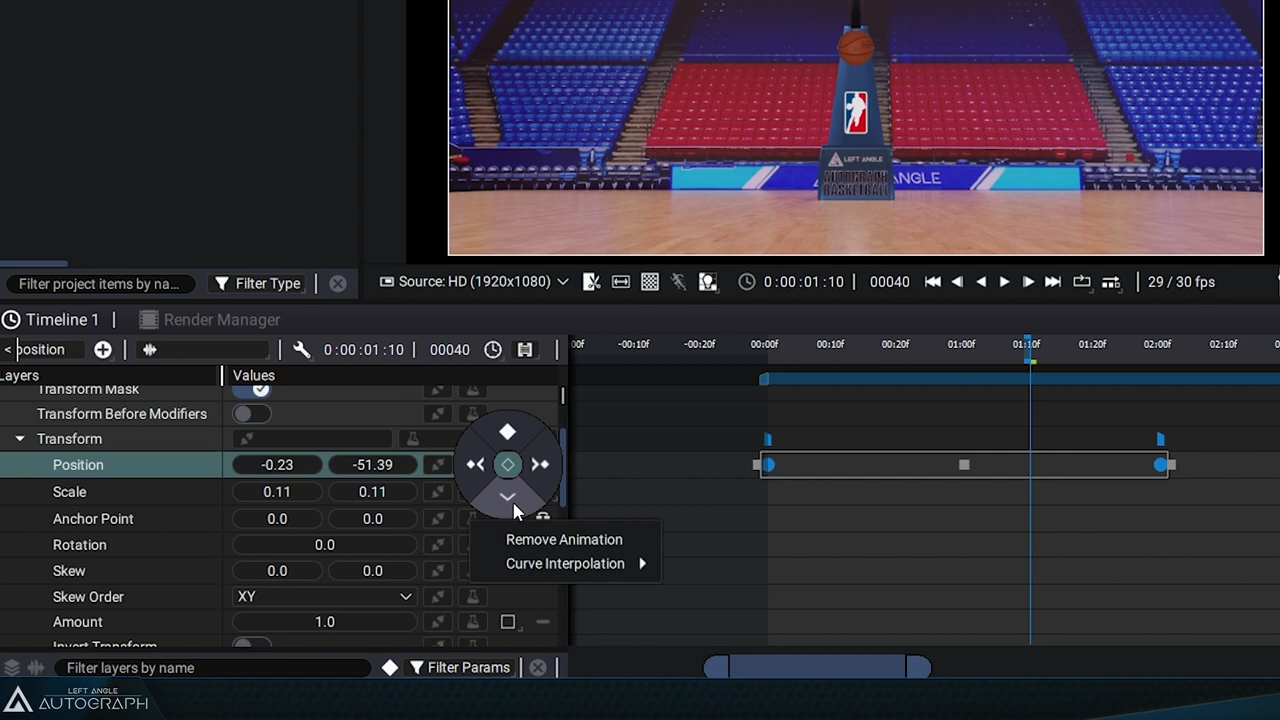 LEFT ANGLE
AUTOGRAPH
BASKETBALL
ANGLE
Filter project items by na...
Filter Type
Source: HD (1920x1080)
0:00:01:10
00040
29 / 30 fps
Timeline 1
Render Manager
< position
0:00:01:10
00040
00f
-00:10f
-00:20f
00:00f
00:10f
00:20f
01:00f
01:10f
01:20f
02:00f
02:10f
Layers
Values
Transform Mask
Transform Before Modifiers
Transform
Position
-0.23
-51.39
Scale
0.11
0.11
Anchor Point
0.0
0.0
Remove Animation
Rotation
0.0
Curve Interpolation
Skew
0.0
0.0
Skew Order
XY
Amount
1.0
Invert Transform
Filter layers by name
Filter Params
LEFT ANGLE
AUTOGRAPH